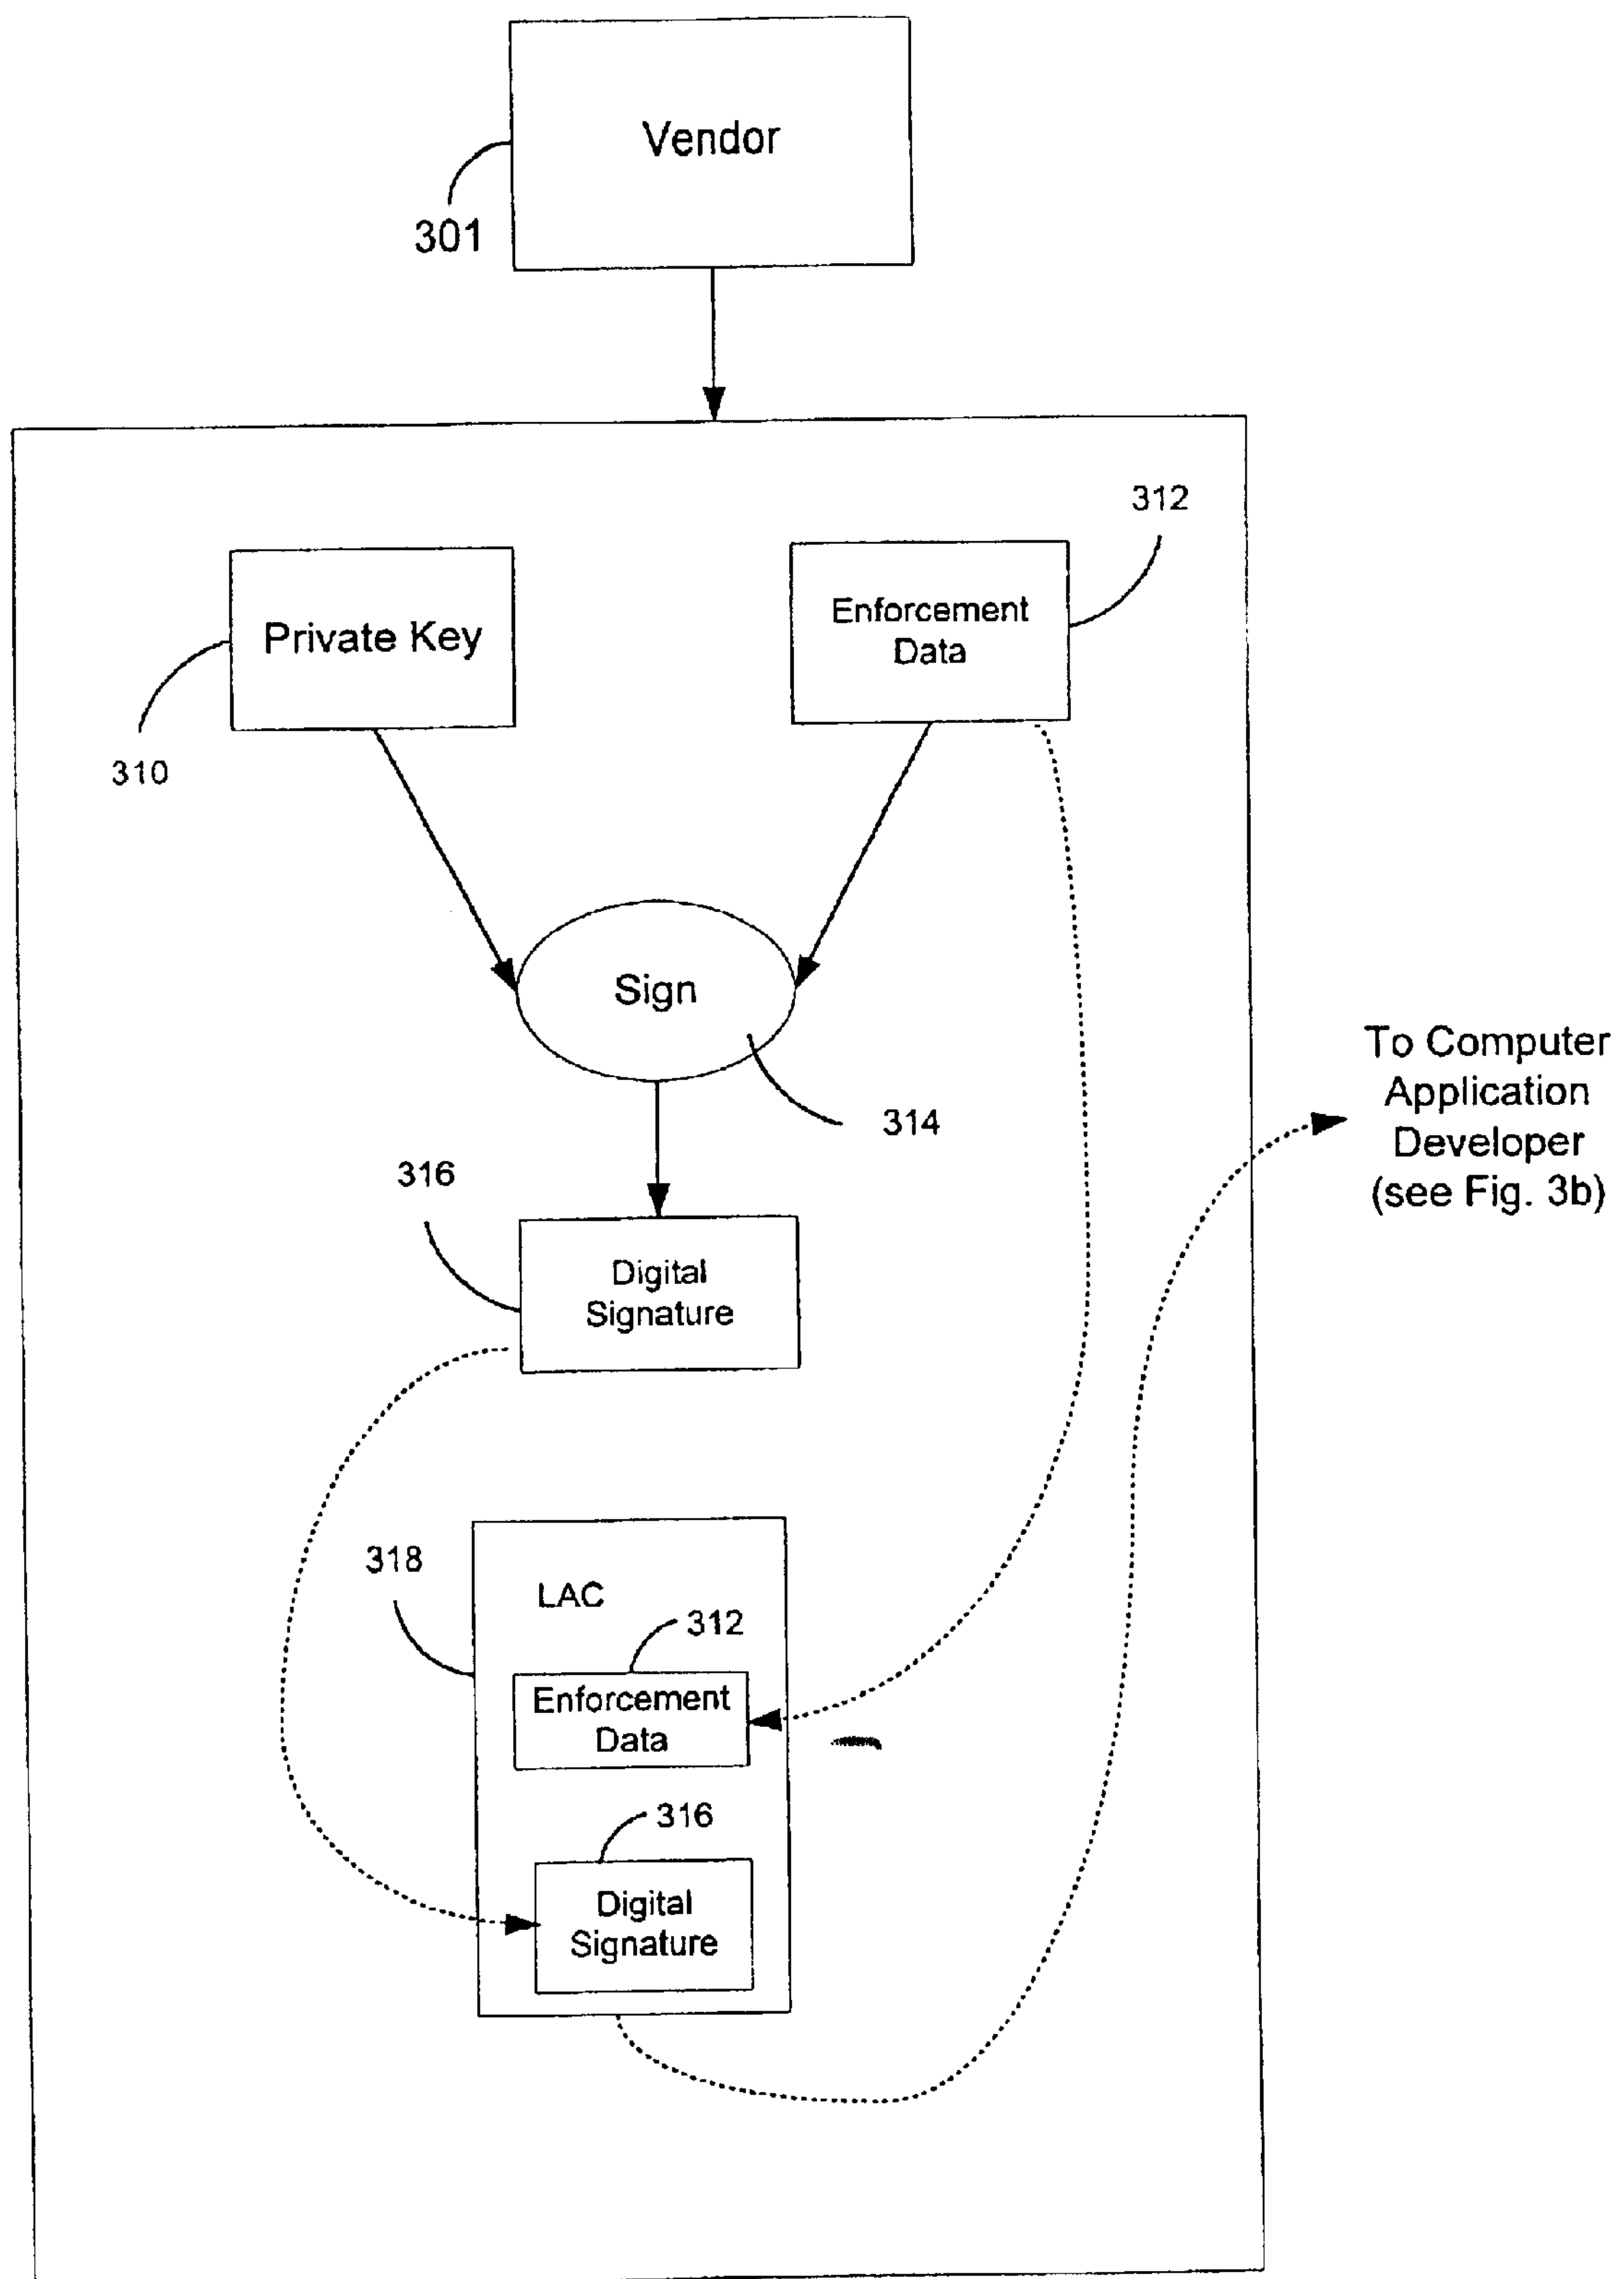 Vendor
301
312
Private Key
Enforcement
Data
310
Sign
314
To Computer
Application
Developer
(see Fig. 3b)
316
Digital
Signature
318
LAC
312
Enforcement
Data
316
Digital
Signature